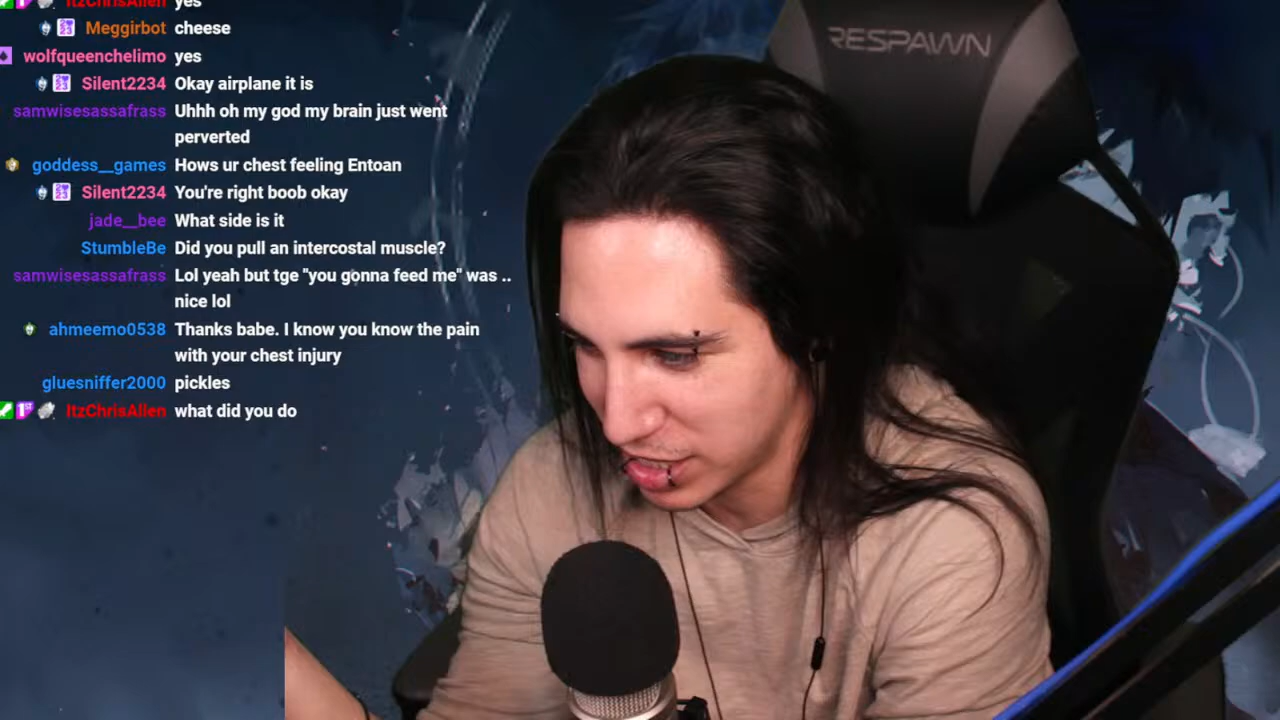 ItzChrisAllen yes
Meggirbot cheese
wolfqueenchelimo yes
Silent2234 Okay airplane it is
samwisesassafrass Uhhh oh my god my brain just went
perverted
goddess__games Hows ur chest feeling Entoan
Silent2234 You're right boob okay
jade__bee What side is it
StumbleBe Did you pull an intercostal muscle?
samwisesassafrass Lol yeah but tge "you gonna feed me" was ..
nice lol
ahmeemo0538 Thanks babe. I know you know the pain
with your chest injury
gluesniffer2000 pickles
ItzChrisAllen what did you do
RESPAWN